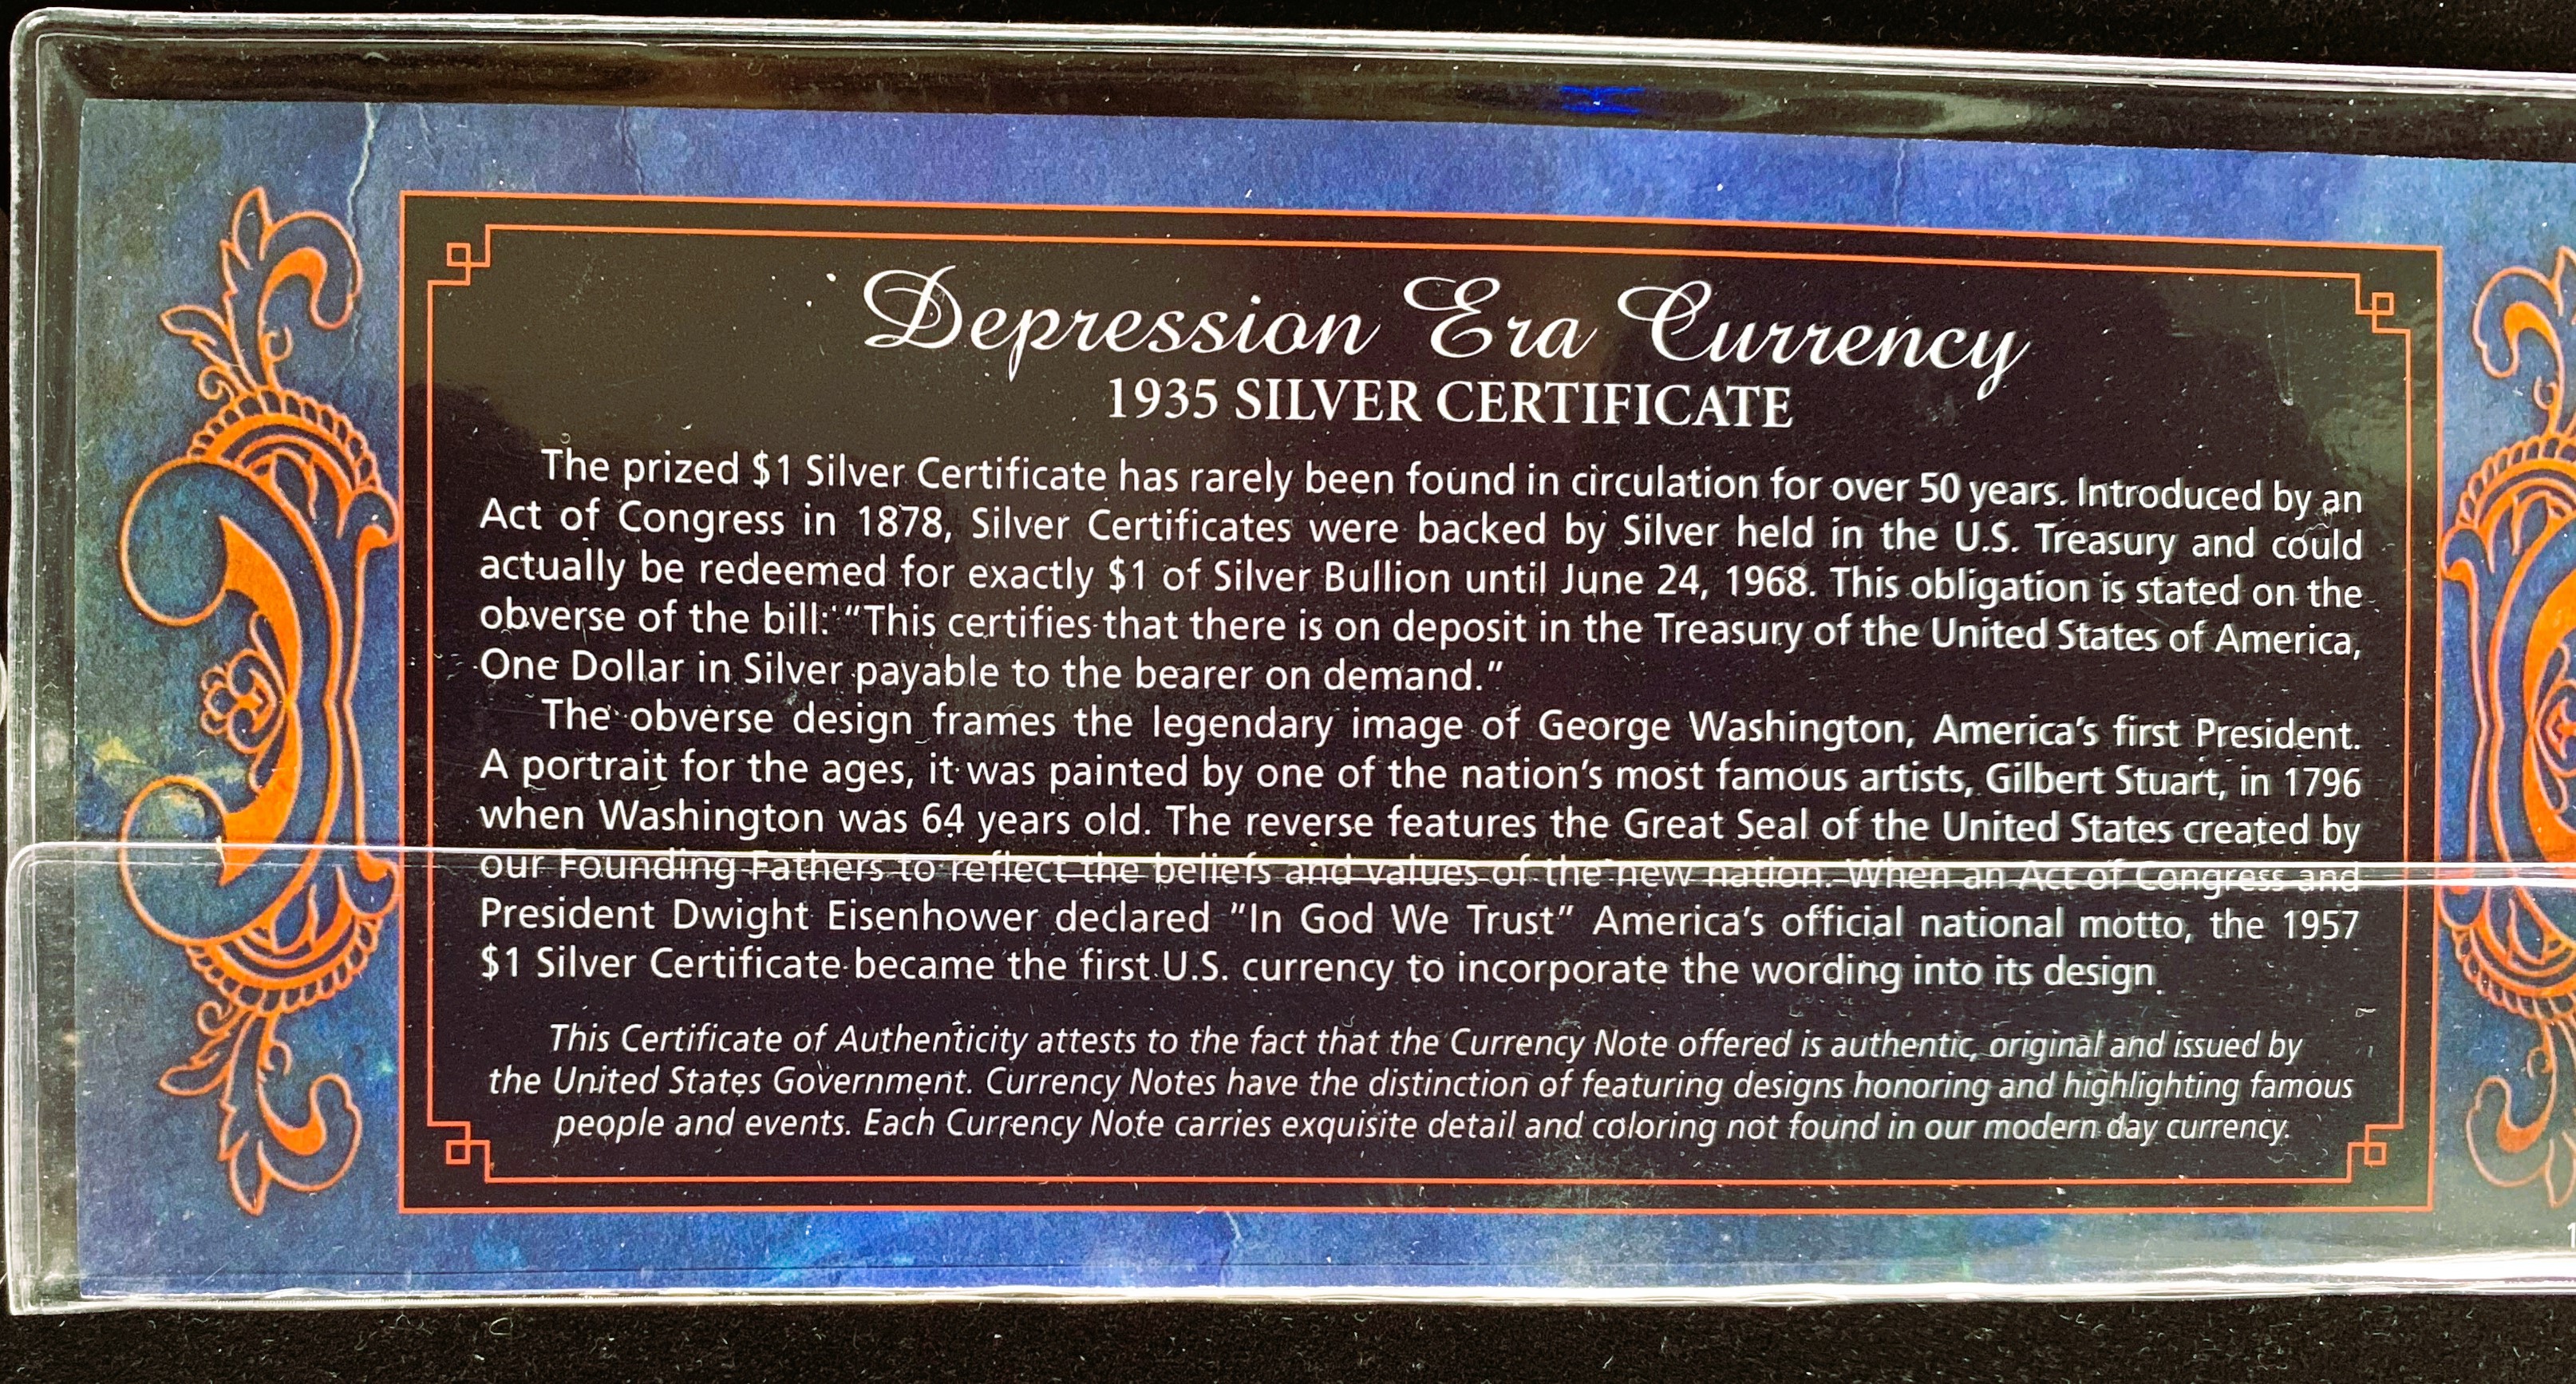 Depression Era Currency
1935 SILVER CERTIFICATE
The prized $1 Silver Certificate has rarely been found in circulation for over 50 years. Introduced by an
Act of Congress in 1878, Silver Certificates were backed by Silver held in the U.S. Treasury and could
actually be redeemed for exactly $1 of Silver Bullion until June 24, 1968. This obligation is stated on the
obverse of the bill: “This certifies that there is on deposit in the Treasury of the United States of America,
One Dollar in Silver payable to the bearer on demand.”
The obverse design frames the legendary image of George Washington, America’s first President.
A portrait for the ages, it was painted by one of the nation’s most famous artists, Gilbert Stuart, in 1796
when Washington was 64 years old. The reverse features the Great Seal of the United States created by
our Founding Fathers to reflect the beliefs and values of the new nation. When an Act of Congress and
President Dwight Eisenhower declared “In God We Trust” America’s official national motto, the 1957
$1 Silver Certificate became the first U.S. currency to incorporate the wording into its design.
This Certificate of Authenticity attests to the fact that the Currency Note offered is authentic, original and issued by
the United States Government. Currency Notes have the distinction of featuring designs honoring and highlighting famous
people and events. Each Currency Note carries exquisite detail and coloring not found in our modern day currency.